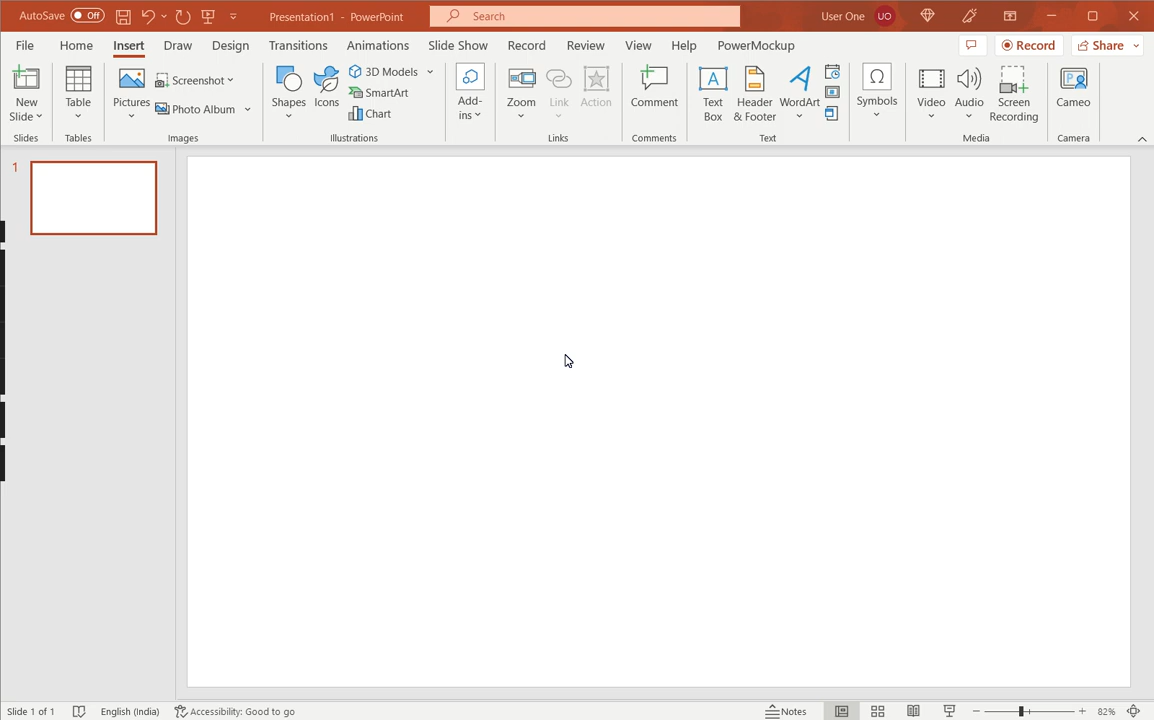 AutoSave Off Presentation1 - PowerPoint Search User One UO
File Home Insert Draw Design Transitions Animations Slide Show Record Review View Help PowerMockup Record Share
New Slide
Table
Pictures
Screenshot
Photo Album
Shapes
Icons
3D Models
SmartArt
Chart
Add-
ins
Zoom
Link
Action
Comment
Text
Box
Header
& Footer
WordArt
Symbols
Video
Audio
Screen
Recording
Cameo
Slides Tables Images Illustrations Links Comments Text Media Camera
1
Slide 1 of 1 English (India) Accessibility: Good to go Notes 82%